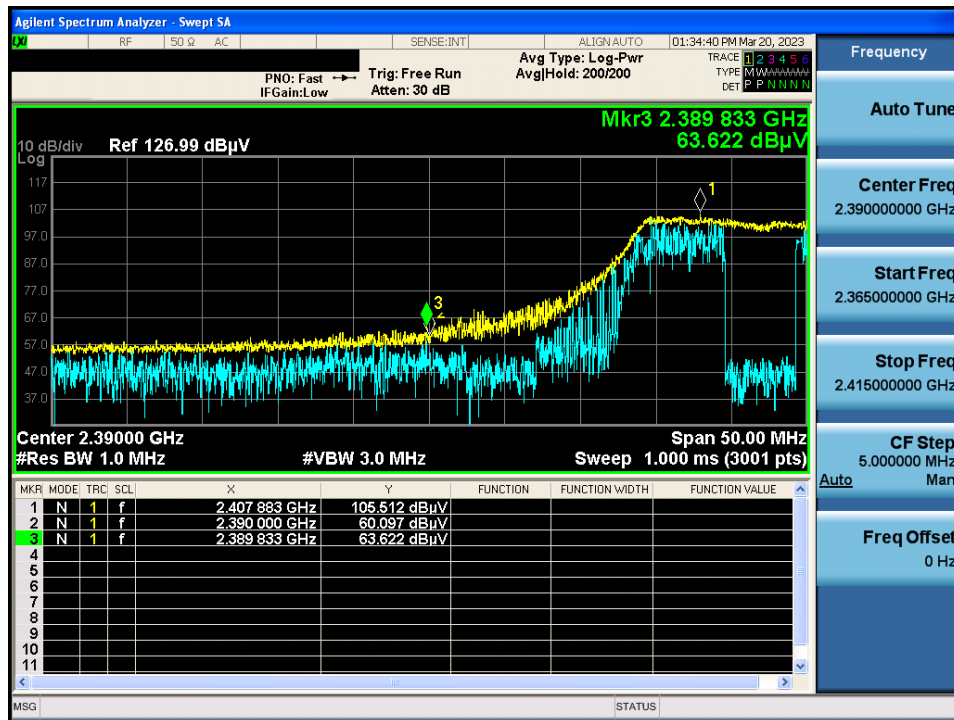 Agilent Spectrum Analyzer - Swept SA
LXI RF 50 Ω AC SENSE:INT ALIGN AUTO 01:34:40 PM Mar 20, 2023
PNO: Fast Trig: Free Run Avg Type: Log-Pwr TRACE 1 2 3 4 5 6
IFGain:Low Atten: 30 dB Avg|Hold: 200/200 TYPE M W
DET P P N N N N
Mkr3 2.389 833 GHz
63.622 dBµV
10 dB/div Ref 126.99 dBµV
Log
117
107
97.0
87.0
77.0
67.0
57.0
47.0
37.0
1
3
2
Center 2.39000 GHz Span 50.00 MHz
#Res BW 1.0 MHz #VBW 3.0 MHz Sweep 1.000 ms (3001 pts)
MKR MODE TRC SCL X Y FUNCTION FUNCTION WIDTH FUNCTION VALUE
1 N 1 f 2.407 883 GHz 105.512 dBµV
2 N 1 f 2.390 000 GHz 60.097 dBµV
3 N 1 f 2.389 833 GHz 63.622 dBµV
4
5
6
7
8
9
10
11
MSG STATUS
Frequency
Auto Tune
Center Freq
2.390000000 GHz
Start Freq
2.365000000 GHz
Stop Freq
2.415000000 GHz
CF Step
5.000000 MHz
Auto Man
Freq Offset
0 Hz